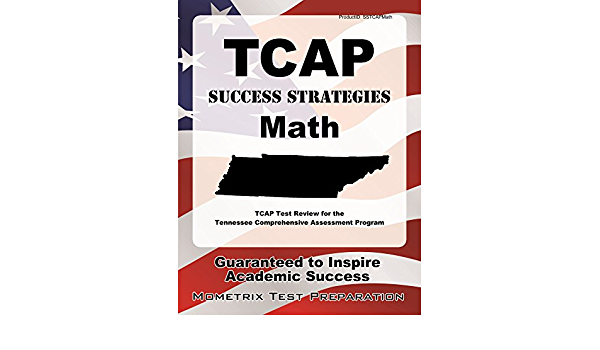 ProductID: SSTCAPMath
TCAP
SUCCESS STRATEGIES
Math
TCAP Test Review for the
Tennessee Comprehensive Assessment Program
Guaranteed to Inspire
Academic Success
Mometrix Test Preparation